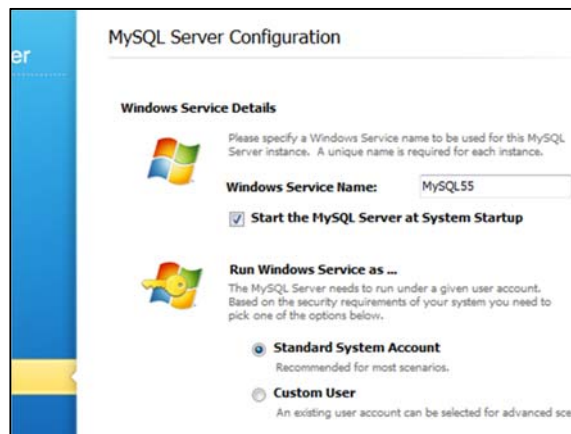 er
MySQL Server Configuration
Windows Service Details
Please specify a Windows Service name to be used for this MySQL
Server instance. A unique name is required for each instance.
Windows Service Name:
MySQL55
Start the MySQL Server at System Startup
Run Windows Service as ...
The MySQL Server needs to run under a given user account.
Based on the security requirements of your system you need to
pick one of the options below.
Standard System Account
Recommended for most scenarios.
Custom User
An existing user account can be selected for advanced sce